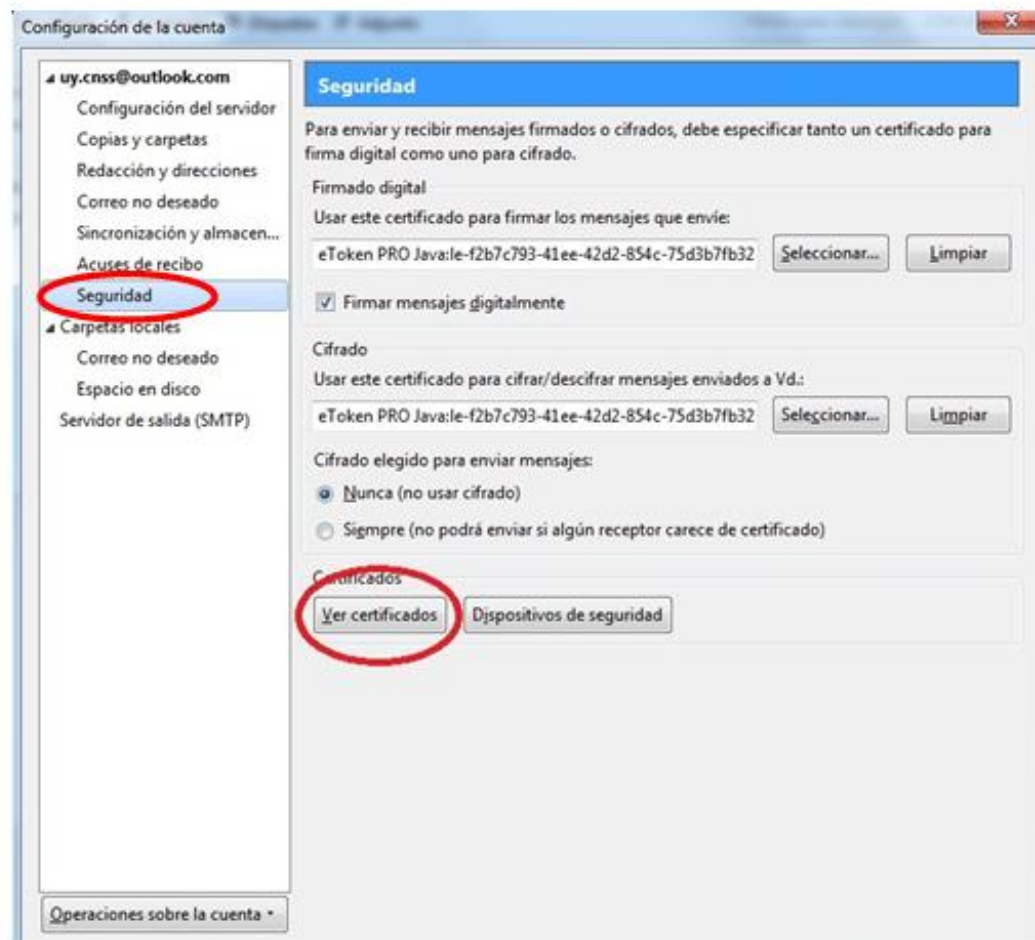 Configuración de la cuenta
uy.cnss@outlook.com
Configuración del servidor
Copias y carpetas
Redacción y direcciones
Correo no deseado
Sincronización y almacen...
Acuses de recibo
Seguridad
Carpetas locales
Correo no deseado
Espacio en disco
Servidor de salida (SMTP)
Operaciones sobre la cuenta
Seguridad
Para enviar y recibir mensajes firmados o cifrados, debe especificar tanto un certificado para
firma digital como uno para cifrado.
Firmado digital
Usar este certificado para firmar los mensajes que envíe:
eToken PRO Java:le-f2b7c793-41ee-42d2-854c-75d3b7fb32 Seleccionar... Limpiar
Firmar mensajes digitalmente
Cifrado
Usar este certificado para cifrar/descifrar mensajes enviados a Vd.:
eToken PRO Java:le-f2b7c793-41ee-42d2-854c-75d3b7fb32 Seleccionar... Limpiar
Cifrado elegido para enviar mensajes:
Nunca (no usar cifrado)
Siempre (no podrá enviar si algún receptor carece de certificado)
Certificados
Ver certificados Dispositivos de seguridad